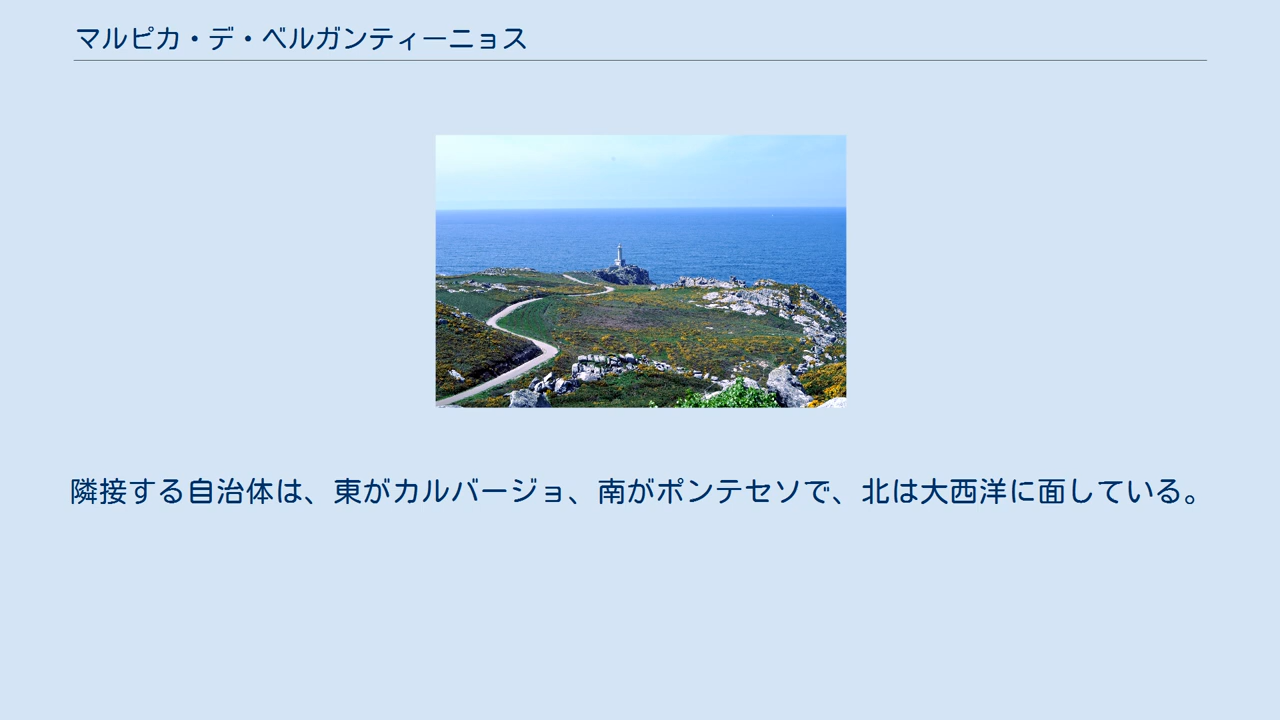 マルピカ・デ・ベルガンティーニョス
隣接する自治体は、東がカルバージョ、南がポンテセソで、北は大西洋に面している。